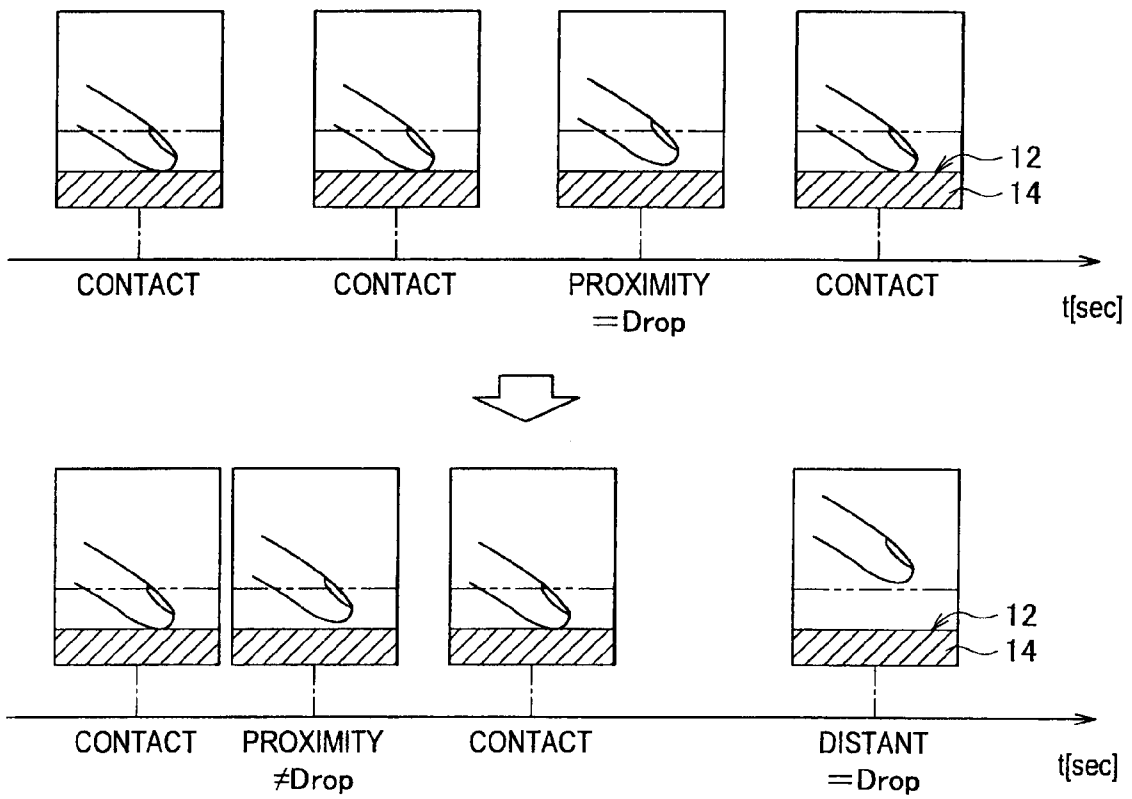 12
14
CONTACT CONTACT PROXIMITY CONTACT
=Drop
t[sec]
12
14
CONTACT PROXIMITY CONTACT DISTANT
≠Drop =Drop
t[sec]